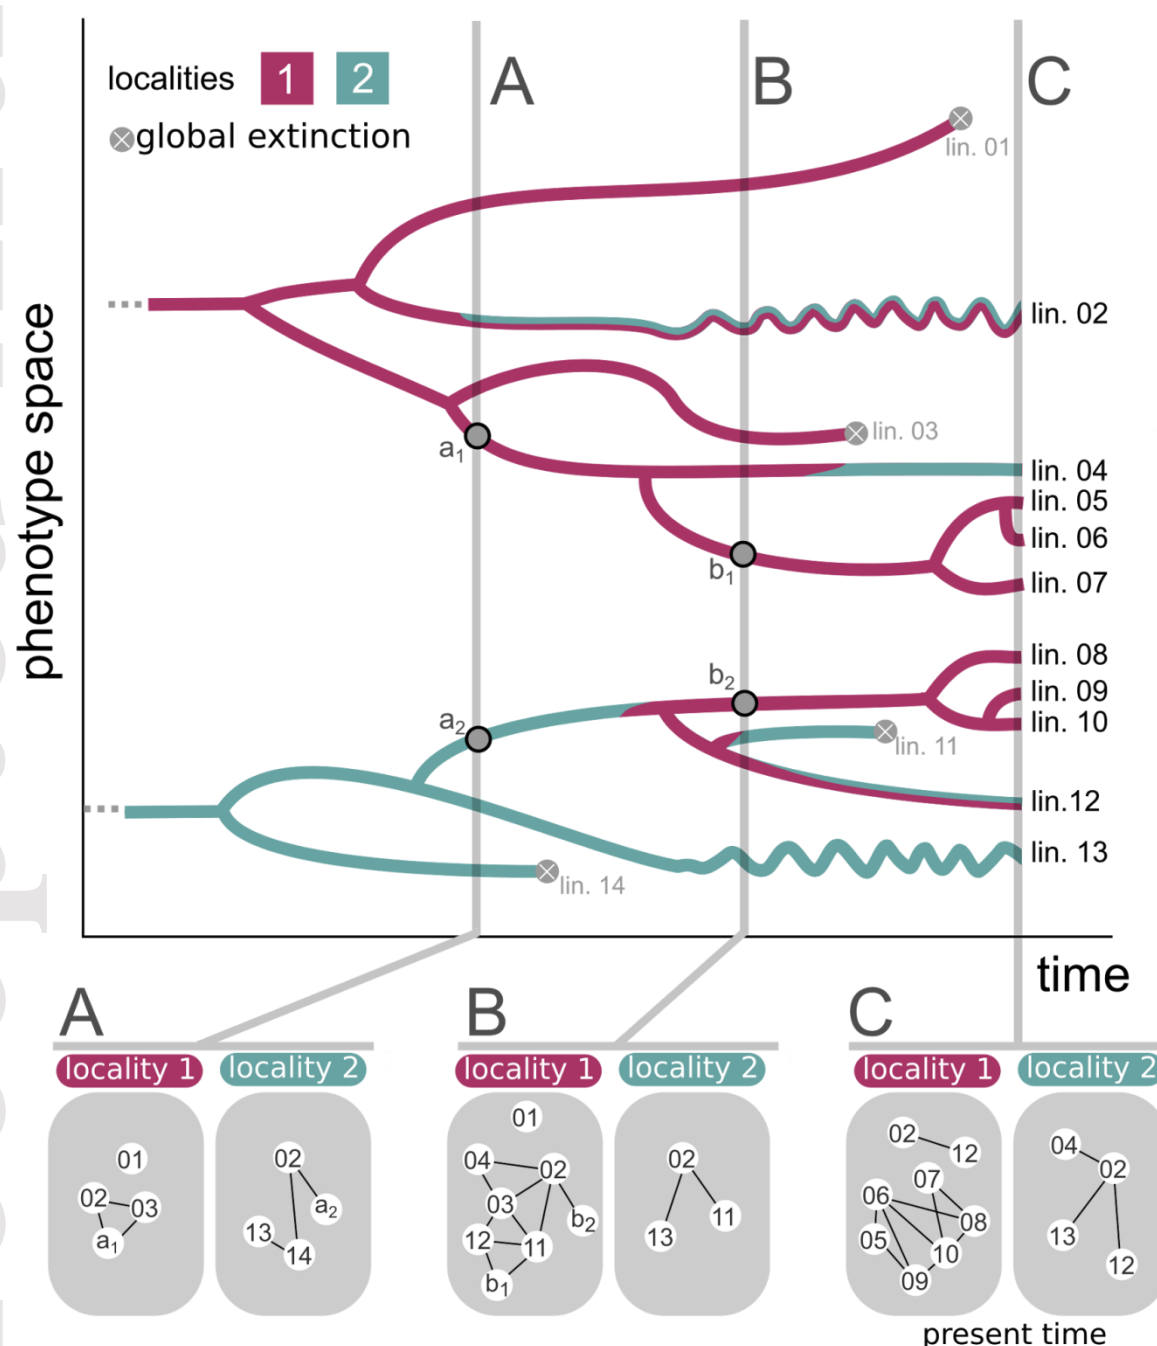 localities 1 2
global extinction
A
B
C
lin. 01
lin. 02
lin. 03
a1
lin. 04
lin. 05
lin. 06
b1
lin. 07
lin. 08
b2
lin. 09
a2
lin. 10
lin. 11
lin.12
lin. 13
lin. 14
phenotype space
time
A
locality 1 locality 2
01
02
03
a1
02
a2
13
14
B
locality 1 locality 2
01
04
02
03
b2
12
11
b1
02
11
13
C
locality 1 locality 2
02
12
07
06
08
05
10
09
04
02
13
12
present time